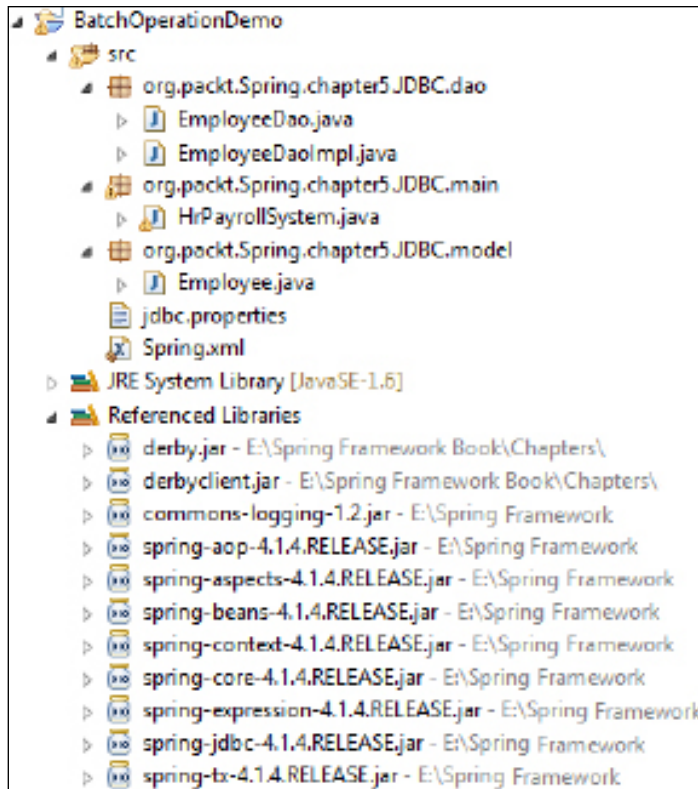 BatchOperationDemo
src
org.packt.Spring.chapter5.JDBC.dao
EmployeeDao.java
EmployeeDaoImpl.java
org.packt.Spring.chapter5.JDBC.main
HrPayrollSystem.java
org.packt.Spring.chapter5.JDBC.model
Employee.java
jdbc.properties
Spring.xml
JRE System Library [JavaSE-1.6]
Referenced Libraries
derby.jar - E:\Spring Framework Book\Chapters\
derbyclient.jar - E:\Spring Framework Book\Chapters\
commons-logging-1.2.jar - E:\Spring Framework
spring-aop-4.1.4.RELEASE.jar - E:\Spring Framework
spring-aspects-4.1.4.RELEASE.jar - E:\Spring Framework
spring-beans-4.1.4.RELEASE.jar - E:\Spring Framework
spring-context-4.1.4.RELEASE.jar - E:\Spring Framework
spring-core-4.1.4.RELEASE.jar - E:\Spring Framework
spring-expression-4.1.4.RELEASE.jar - E:\Spring Framework
spring-jdbc-4.1.4.RELEASE.jar - E:\Spring Framework
spring-tx-4.1.4.RELEASE.jar - E:\Spring Framework